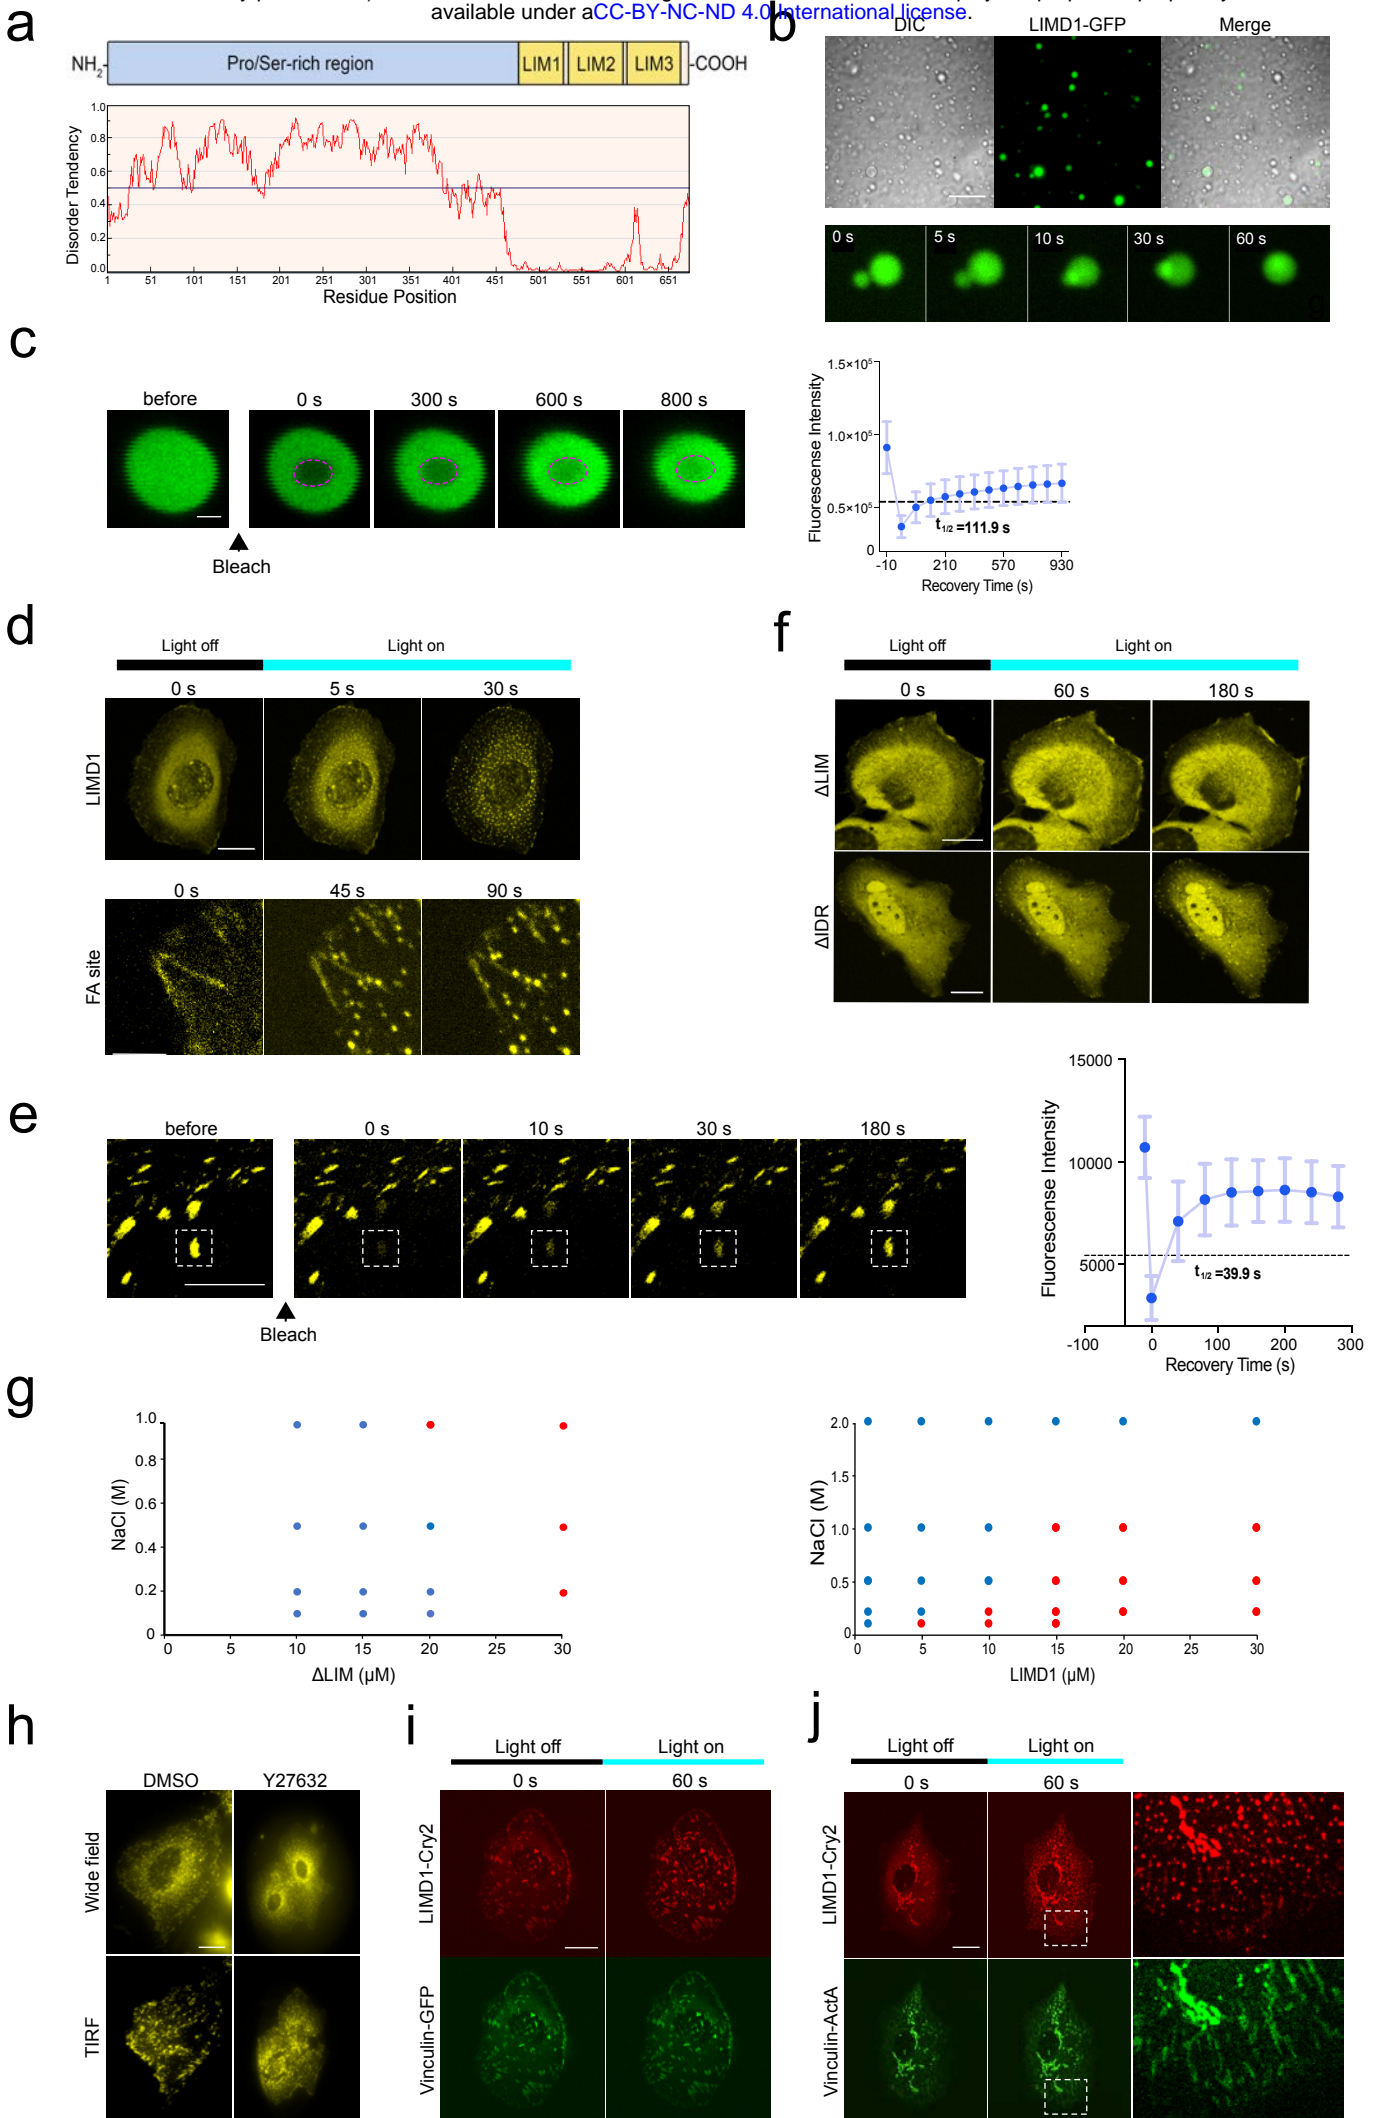 available under aCC-BY-NC-ND 4.0 International license.
a
NH2- Pro/Ser-rich region LIM1 LIM2 LIM3 -COOH
Disorder Tendency
1.0
0.8
0.6
0.4
0.2
0.0
1 51 101 151 201 251 301 351 401 451 501 551 601 651
Residue Position
b
DIC LIMD1-GFP Merge
0 s 5 s 10 s 30 s 60 s
c
before 0 s 300 s 600 s 800 s
Bleach
Fluorescense Intensity
1.5×10⁵
1.0×10⁵
0.5×10⁵
0
t1/2 =111.9 s
-10 210 570 930
Recovery Time (s)
d
Light off Light on
0 s 5 s 30 s
LIMD1
0 s 45 s 90 s
FA site
f
Light off Light on
0 s 60 s 180 s
ΔLIM
ΔIDR
e
before 0 s 10 s 30 s 180 s
Bleach
Fluorescense Intensity
15000
10000
5000
t1/2 =39.9 s
-100 0 100 200 300
Recovery Time (s)
g
NaCl (M)
1.0
0.8
0.6
0.4
0.2
0
0 5 10 15 20 25 30
ΔLIM (μM)
NaCl (M)
2.0
1.5
1.0
0.5
0
0 5 10 15 20 25 30
LIMD1 (μM)
h
DMSO Y27632
Wide field
TIRF
i
Light off Light on
0 s 60 s
LIMD1-Cry2
Vinculin-GFP
j
Light off Light on
0 s 60 s
LIMD1-Cry2
Vinculin-ActA